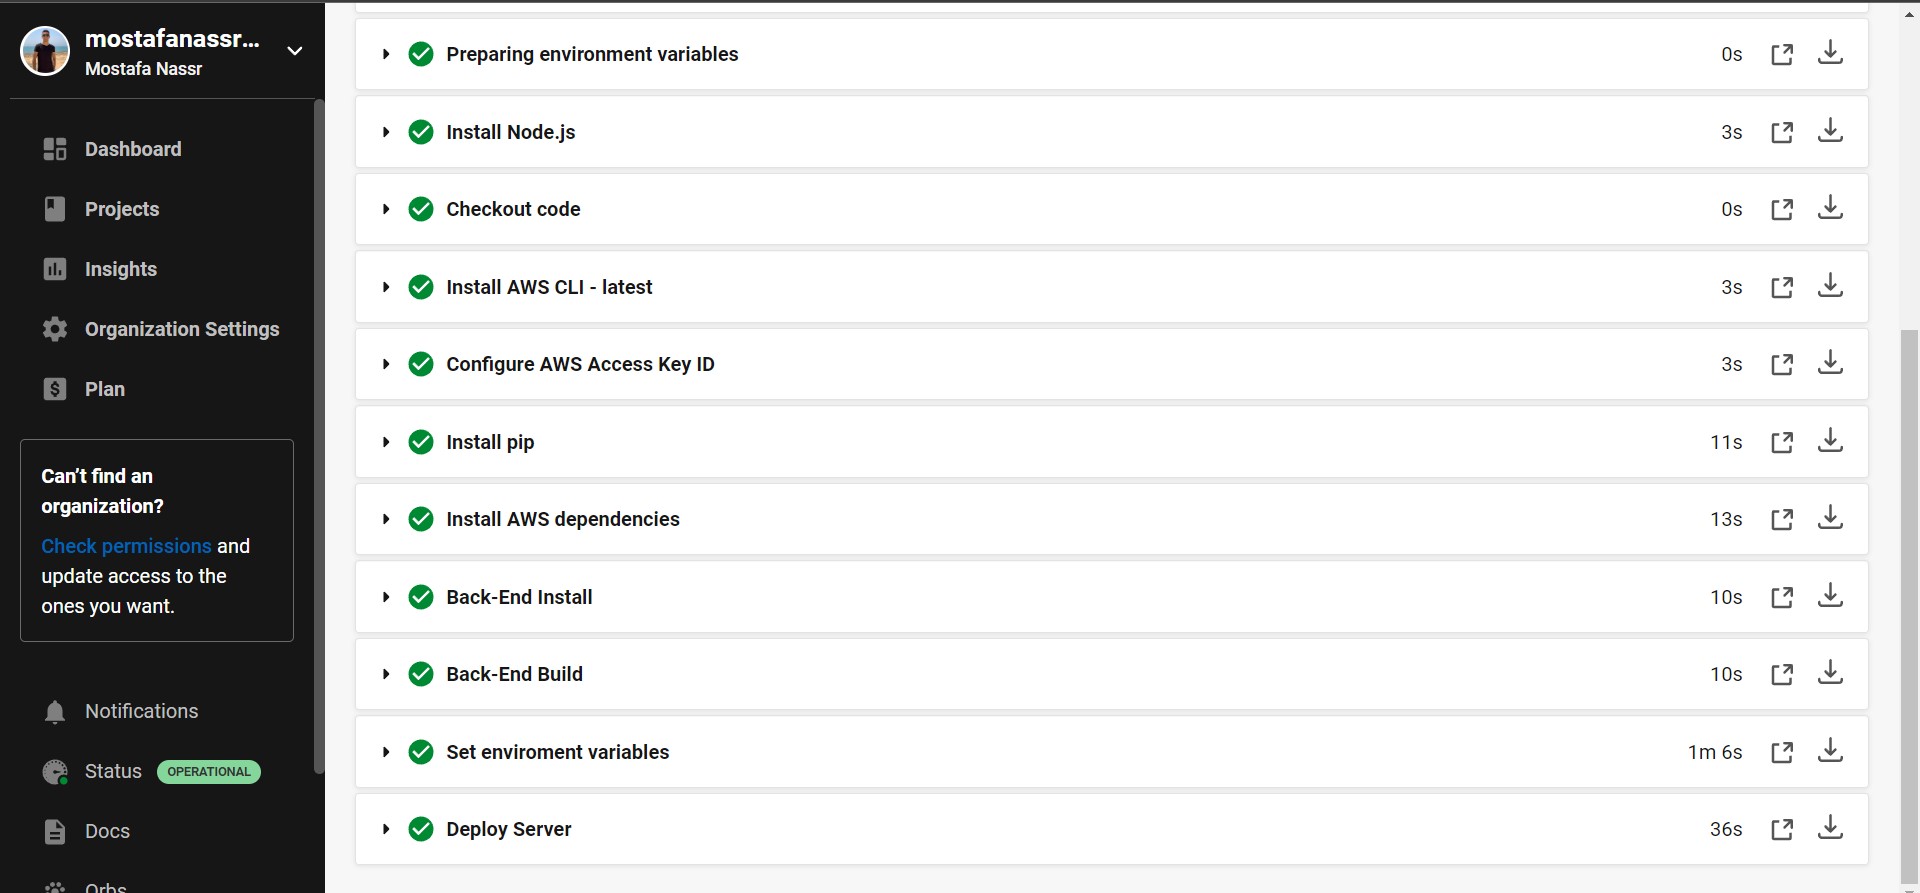 mostafanassr...
Mostafa Nassr
Dashboard
Projects
Insights
Organization Settings
Plan
Can't find an
organization?
Check permissions and
update access to the
ones you want.
Notifications
Status OPERATIONAL
Docs
Orbs
Preparing environment variables 0s
Install Node.js 3s
Checkout code 0s
Install AWS CLI - latest 3s
Configure AWS Access Key ID 3s
Install pip 11s
Install AWS dependencies 13s
Back-End Install 10s
Back-End Build 10s
Set enviroment variables 1m 6s
Deploy Server 36s